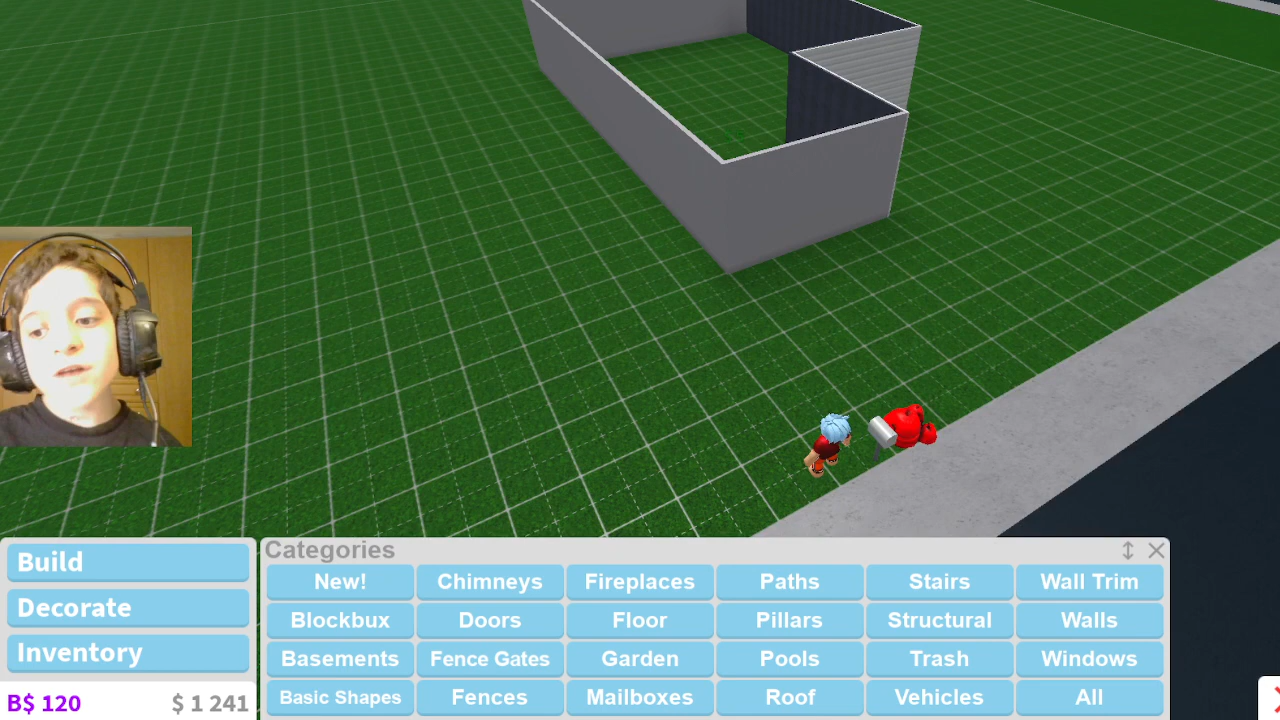 Categories
New! Chimneys Fireplaces Paths Stairs Wall Trim
Blockbux Doors Floor Pillars Structural Walls
Basements Fence Gates Garden Pools Trash Windows
Basic Shapes Fences Mailboxes Roof Vehicles All
Build
Decorate
Inventory
B$ 120 $ 1 241